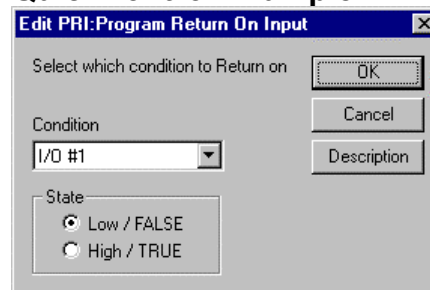 Edit PRI:Program Return On Input
Select which condition to Return on
OK
Cancel
Condition
I/O #1
Description
State
Low / FALSE
High / TRUE